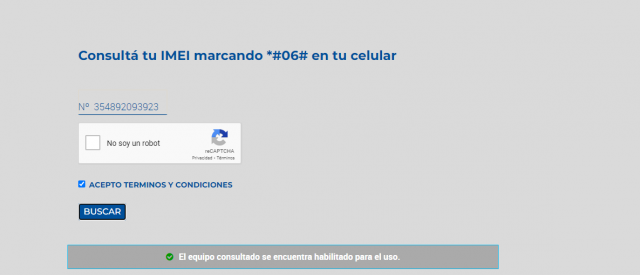 Consultá tu IMEI marcando *#06# en tu celular
Nº 354892093923
No soy un robot
reCAPTCHA
Privacidad - Términos
ACEPTO TERMINOS Y CONDICIONES
BUSCAR
El equipo consultado se encuentra habilitado para el uso.